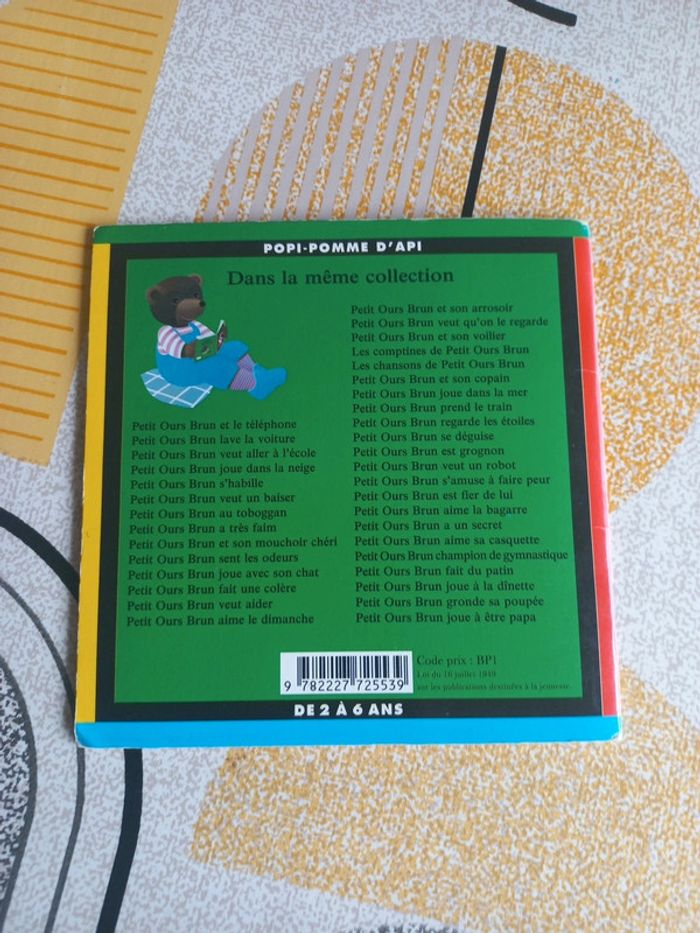 POPI-POMME D'API
Dans la même collection
Petit Ours Brun et le téléphone
Petit Ours Brun lave la voiture
Petit Ours Brun veut aller à l'école
Petit Ours Brun joue dans la neige
Petit Ours Brun s'habille
Petit Ours Brun veut un baiser
Petit Ours Brun au toboggan
Petit Ours Brun a très faim
Petit Ours Brun et son mouchoir chéri
Petit Ours Brun sent les odeurs
Petit Ours Brun joue avec son chat
Petit Ours Brun fait une colère
Petit Ours Brun veut aider
Petit Ours Brun aime le dimanche
Petit Ours Brun et son arrosoir
Petit Ours Brun veut qu'on le regarde
Petit Ours Brun et son voilier
Les comptines de Petit Ours Brun
Les chansons de Petit Ours Brun
Petit Ours Brun et son copain
Petit Ours Brun joue dans la mer
Petit Ours Brun prend le train
Petit Ours Brun regarde les étoiles
Petit Ours Brun se déguise
Petit Ours Brun est grognon
Petit Ours Brun veut un robot
Petit Ours Brun s'amuse à faire peur
Petit Ours Brun est fier de lui
Petit Ours Brun aime la bagarre
Petit Ours Brun a un secret
Petit Ours Brun aime sa casquette
Petit Ours Brun champion de gymnastique
Petit Ours Brun fait du patin
Petit Ours Brun joue à la dînette
Petit Ours Brun gronde sa poupée
Petit Ours Brun joue à être papa
9 782227 725539
Code prix : BP1
Loi du 16 juillet 1949
sur les publications destinées à la jeunesse.
DE 2 À 6 ANS